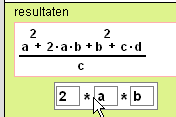 resultaten
a² + 2·a·b + b² + c·d
c
2 * a * b